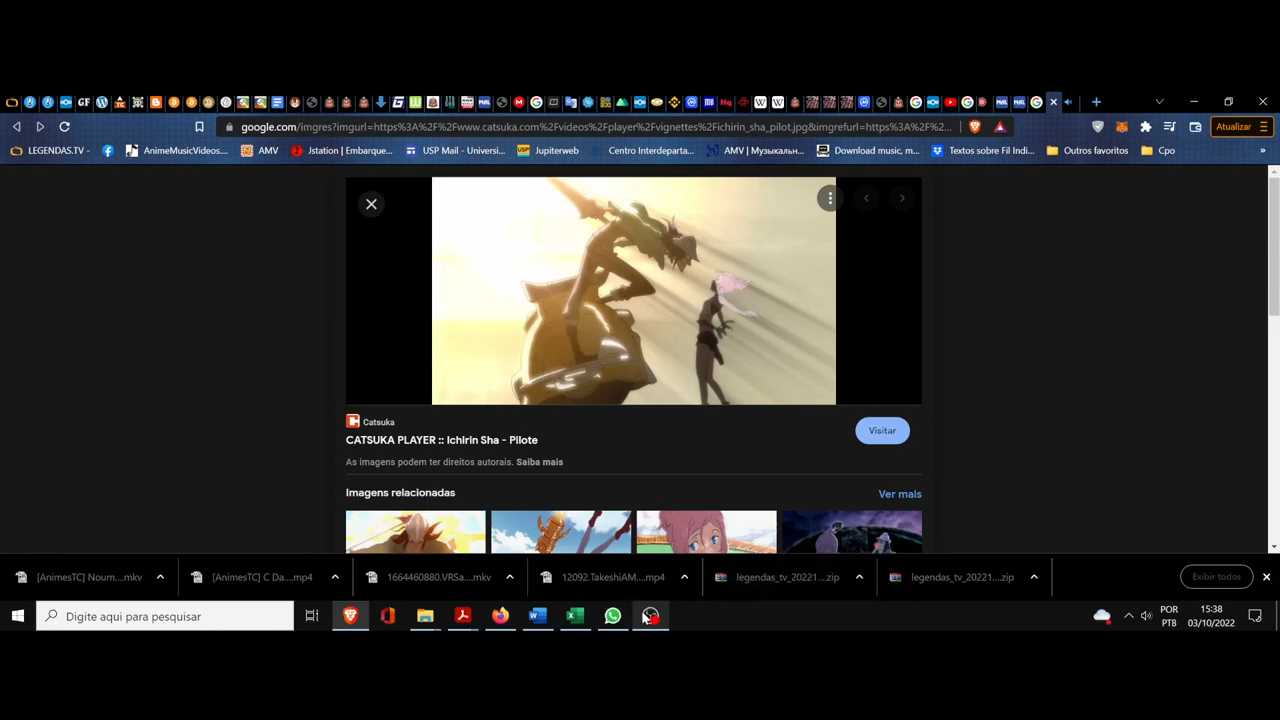 google.com/imgres?imgurl=https%3A%2F%2Fwww.catsuka.com%2Fvideos%2Fplayer%2Fvignettes%2Fichirin_sha_pilot.jpg&imgrefurl=https%3A%2F%2F...
Atualizar
LEGENDAS.TV -
AnimeMusicVideos...
AMV
Jstation | Embarque...
USP Mail - Universi...
Jupiterweb
Centro Interdeparta...
AMV | Музыкальн...
Download music, m...
Textos sobre Fil Indi...
Outros favoritos
Cpo
»
Catsuka
CATSUKA PLAYER :: Ichirin Sha - Pilote
Visitar
As imagens podem ter direitos autorais. Saiba mais
Imagens relacionadas
Ver mais
[AnimesTC] Noum....mkv
[AnimesTC] C Da....mp4
1664460880.VRSa....mkv
12092.TakeshiAM....mp4
legendas_tv_20221....zip
legendas_tv_20221....zip
Exibir todos
Digite aqui para pesquisar
POR
PTB
15:38
03/10/2022